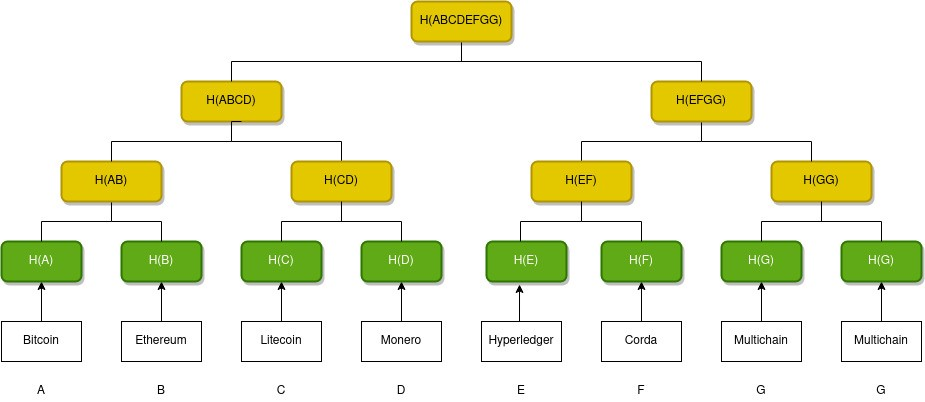 H(ABCDEFGG)
H(ABCD)
H(EFGG)
H(AB)
H(CD)
H(EF)
H(GG)
H(A)
H(B)
H(C)
H(D)
H(E)
H(F)
H(G)
H(G)
Bitcoin
Ethereum
Litecoin
Monero
Hyperledger
Corda
Multichain
Multichain
A
B
C
D
E
F
G
G